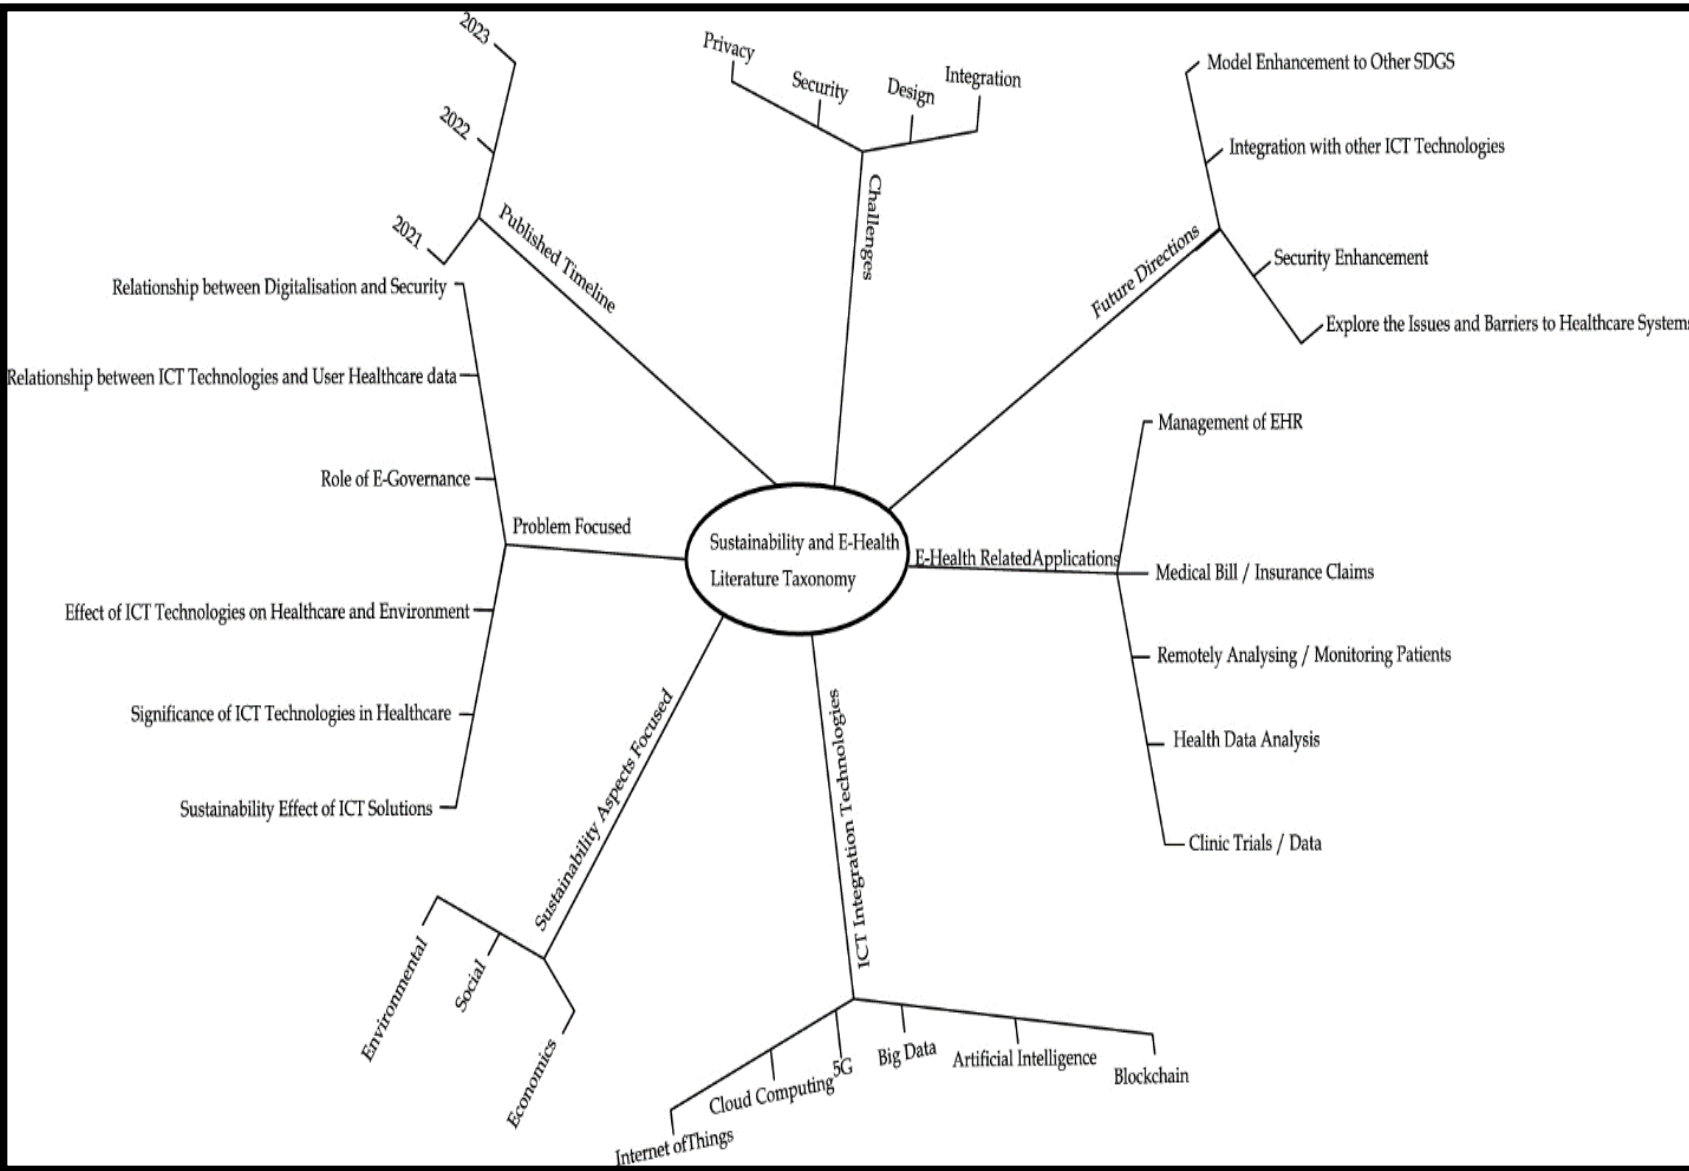 2023
2022
2021
Published Timeline
Privacy
Security
Design
Integration
Challenges
Model Enhancement to Other SDGS
Integration with other ICT Technologies
Security Enhancement
Explore the Issues and Barriers to Healthcare Systems
Future Directions
Relationship between Digitalisation and Security
Relationship between ICT Technologies and User Healthcare data
Role of E-Governance
Problem Focused
Effect of ICT Technologies on Healthcare and Environment
Significance of ICT Technologies in Healthcare
Sustainability Effect of ICT Solutions
Sustainability and E-Health
Literature Taxonomy
E-Health Related Applications
Management of EHR
Medical Bill / Insurance Claims
Remotely Analysing / Monitoring Patients
Health Data Analysis
Clinic Trials / Data
Sustainability Aspects Focused
Environmental
Social
Economics
ICT Integration Technologies
Internet of Things
Cloud Computing
5G
Big Data
Artificial Intelligence
Blockchain